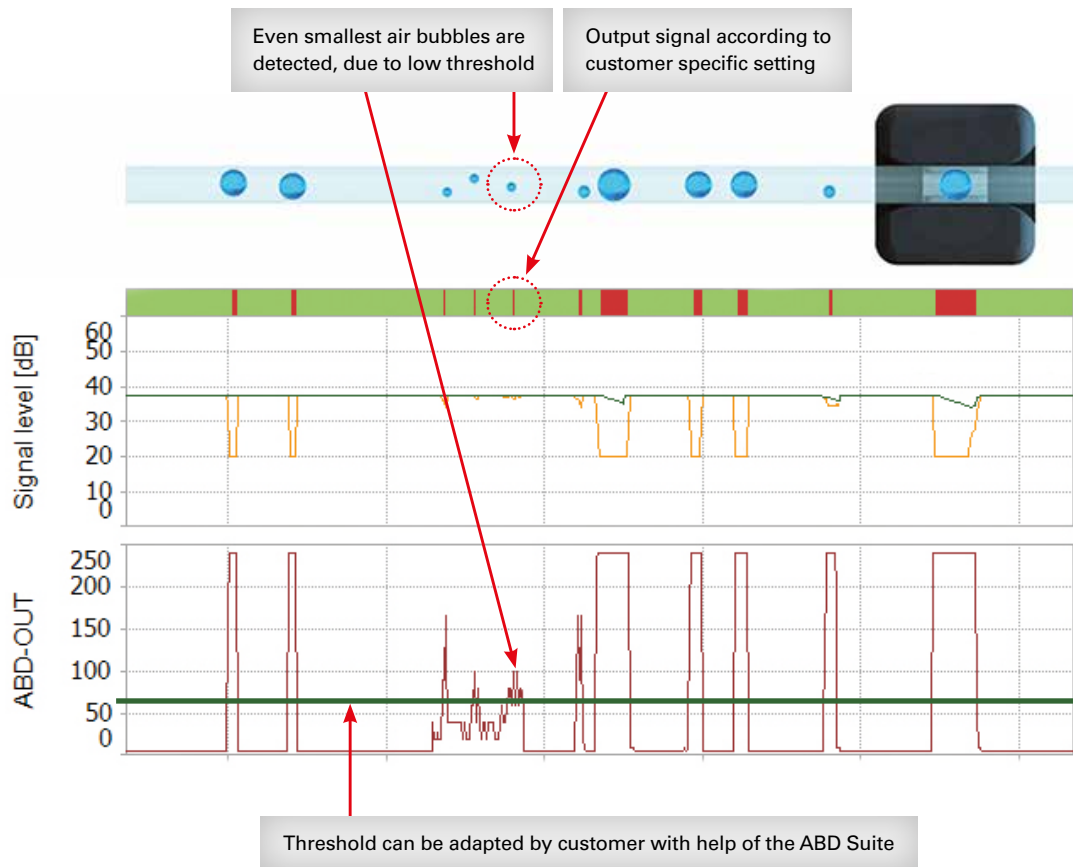 Even smallest air bubbles are
detected, due to low threshold
Output signal according to
customer specific setting
Signal level [dB]
60
50
40
30
20
10
0
ABD-OUT
250
200
150
100
50
0
Threshold can be adapted by customer with help of the ABD Suite